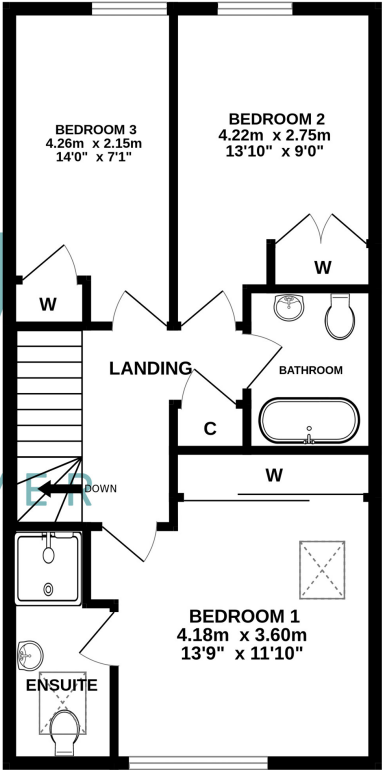 BEDROOM 3
4.26m x 2.15m
14'0" x 7'1"
BEDROOM 2
4.22m x 2.75m
13'10" x 9'0"
W
W
LANDING
BATHROOM
C
W
DOWN
E R
BEDROOM 1
4.18m x 3.60m
13'9" x 11'10"
ENSUITE